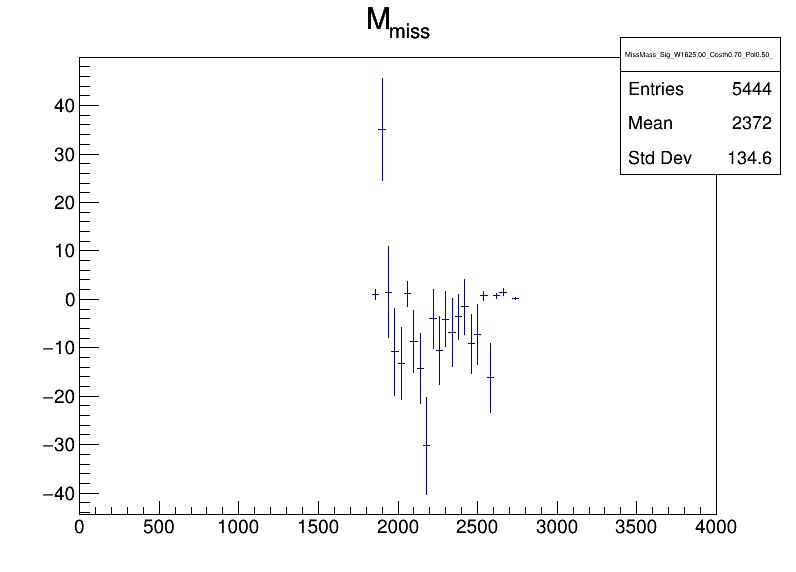 M_miss
MissMass_Sig_W1625.00_Costh0.70_Pol0.50_
Entries 5444
Mean 2372
Std Dev 134.6
40
30
20
10
0
−10
−20
−30
−40
0 500 1000 1500 2000 2500 3000 3500 4000